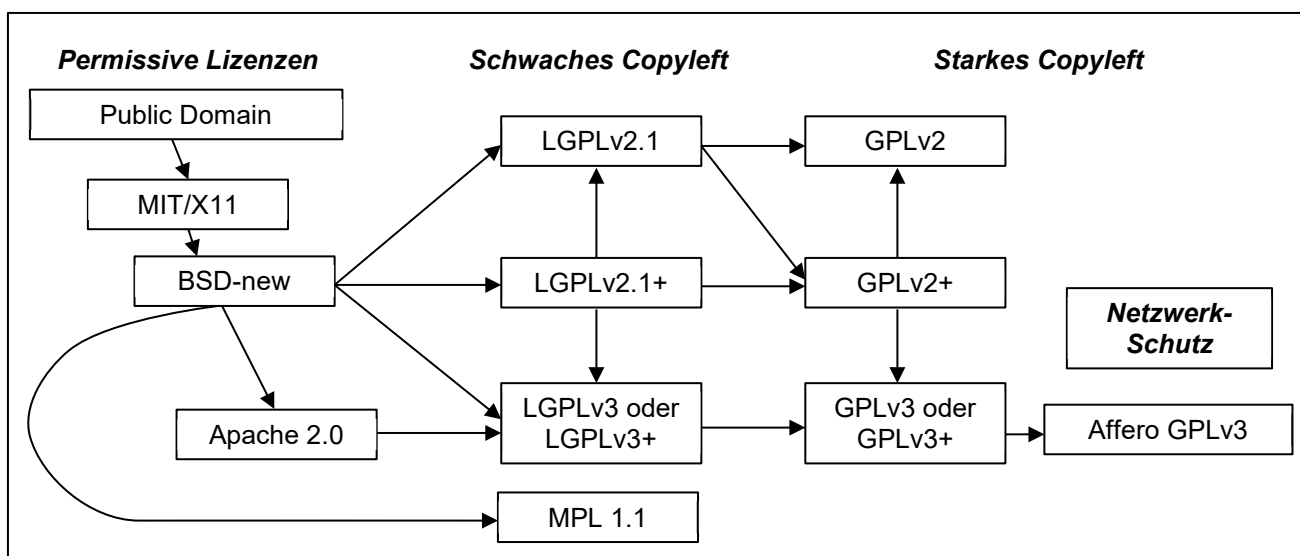 Permissive Lizenzen
Schwaches Copyleft
Starkes Copyleft
Public Domain
LGPLv2.1
GPLv2
MIT/X11
BSD-new
LGPLv2.1+
GPLv2+
Netzwerk-
Schutz
Apache 2.0
LGPLv3 oder
LGPLv3+
GPLv3 oder
GPLv3+
Affero GPLv3
MPL 1.1